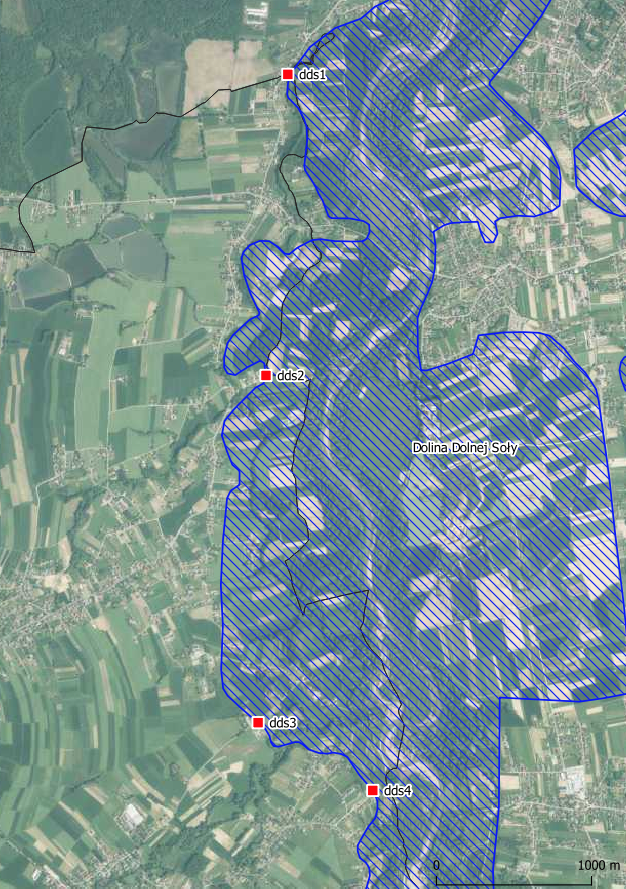 dds1
dds2
Dolina Dolnej Soły
dds3
dds4
0 1000 m